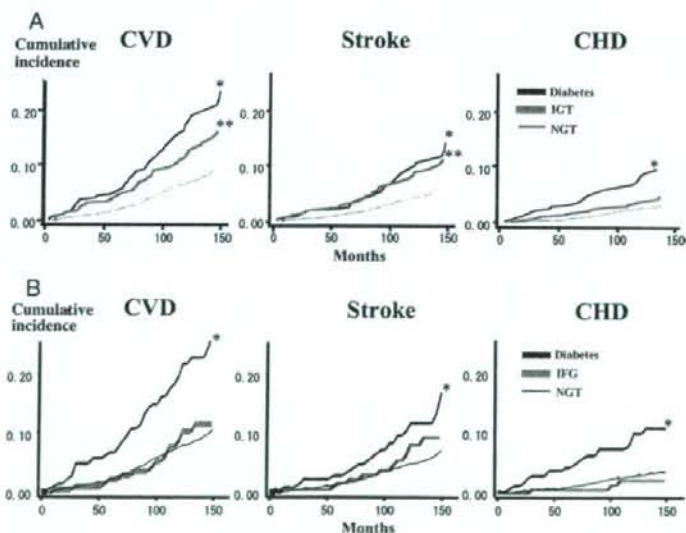 A
CVD
Stroke
CHD
Cumulative
incidence
0.20
0.10
0.00
0
50
100
150
*
**
0.20
0.10
0.00
0
50
100
150
*
**
0.20
0.10
0.00
0
50
100
150
*
Diabetes
IGT
NGT
Months
B
CVD
Stroke
CHD
Cumulative
incidence
0.20
0.10
0.00
0
50
100
150
*
0.20
0.10
0.00
0
50
100
150
*
0.20
0.10
0.00
0
50
100
150
*
Diabetes
IFG
NGT
Months